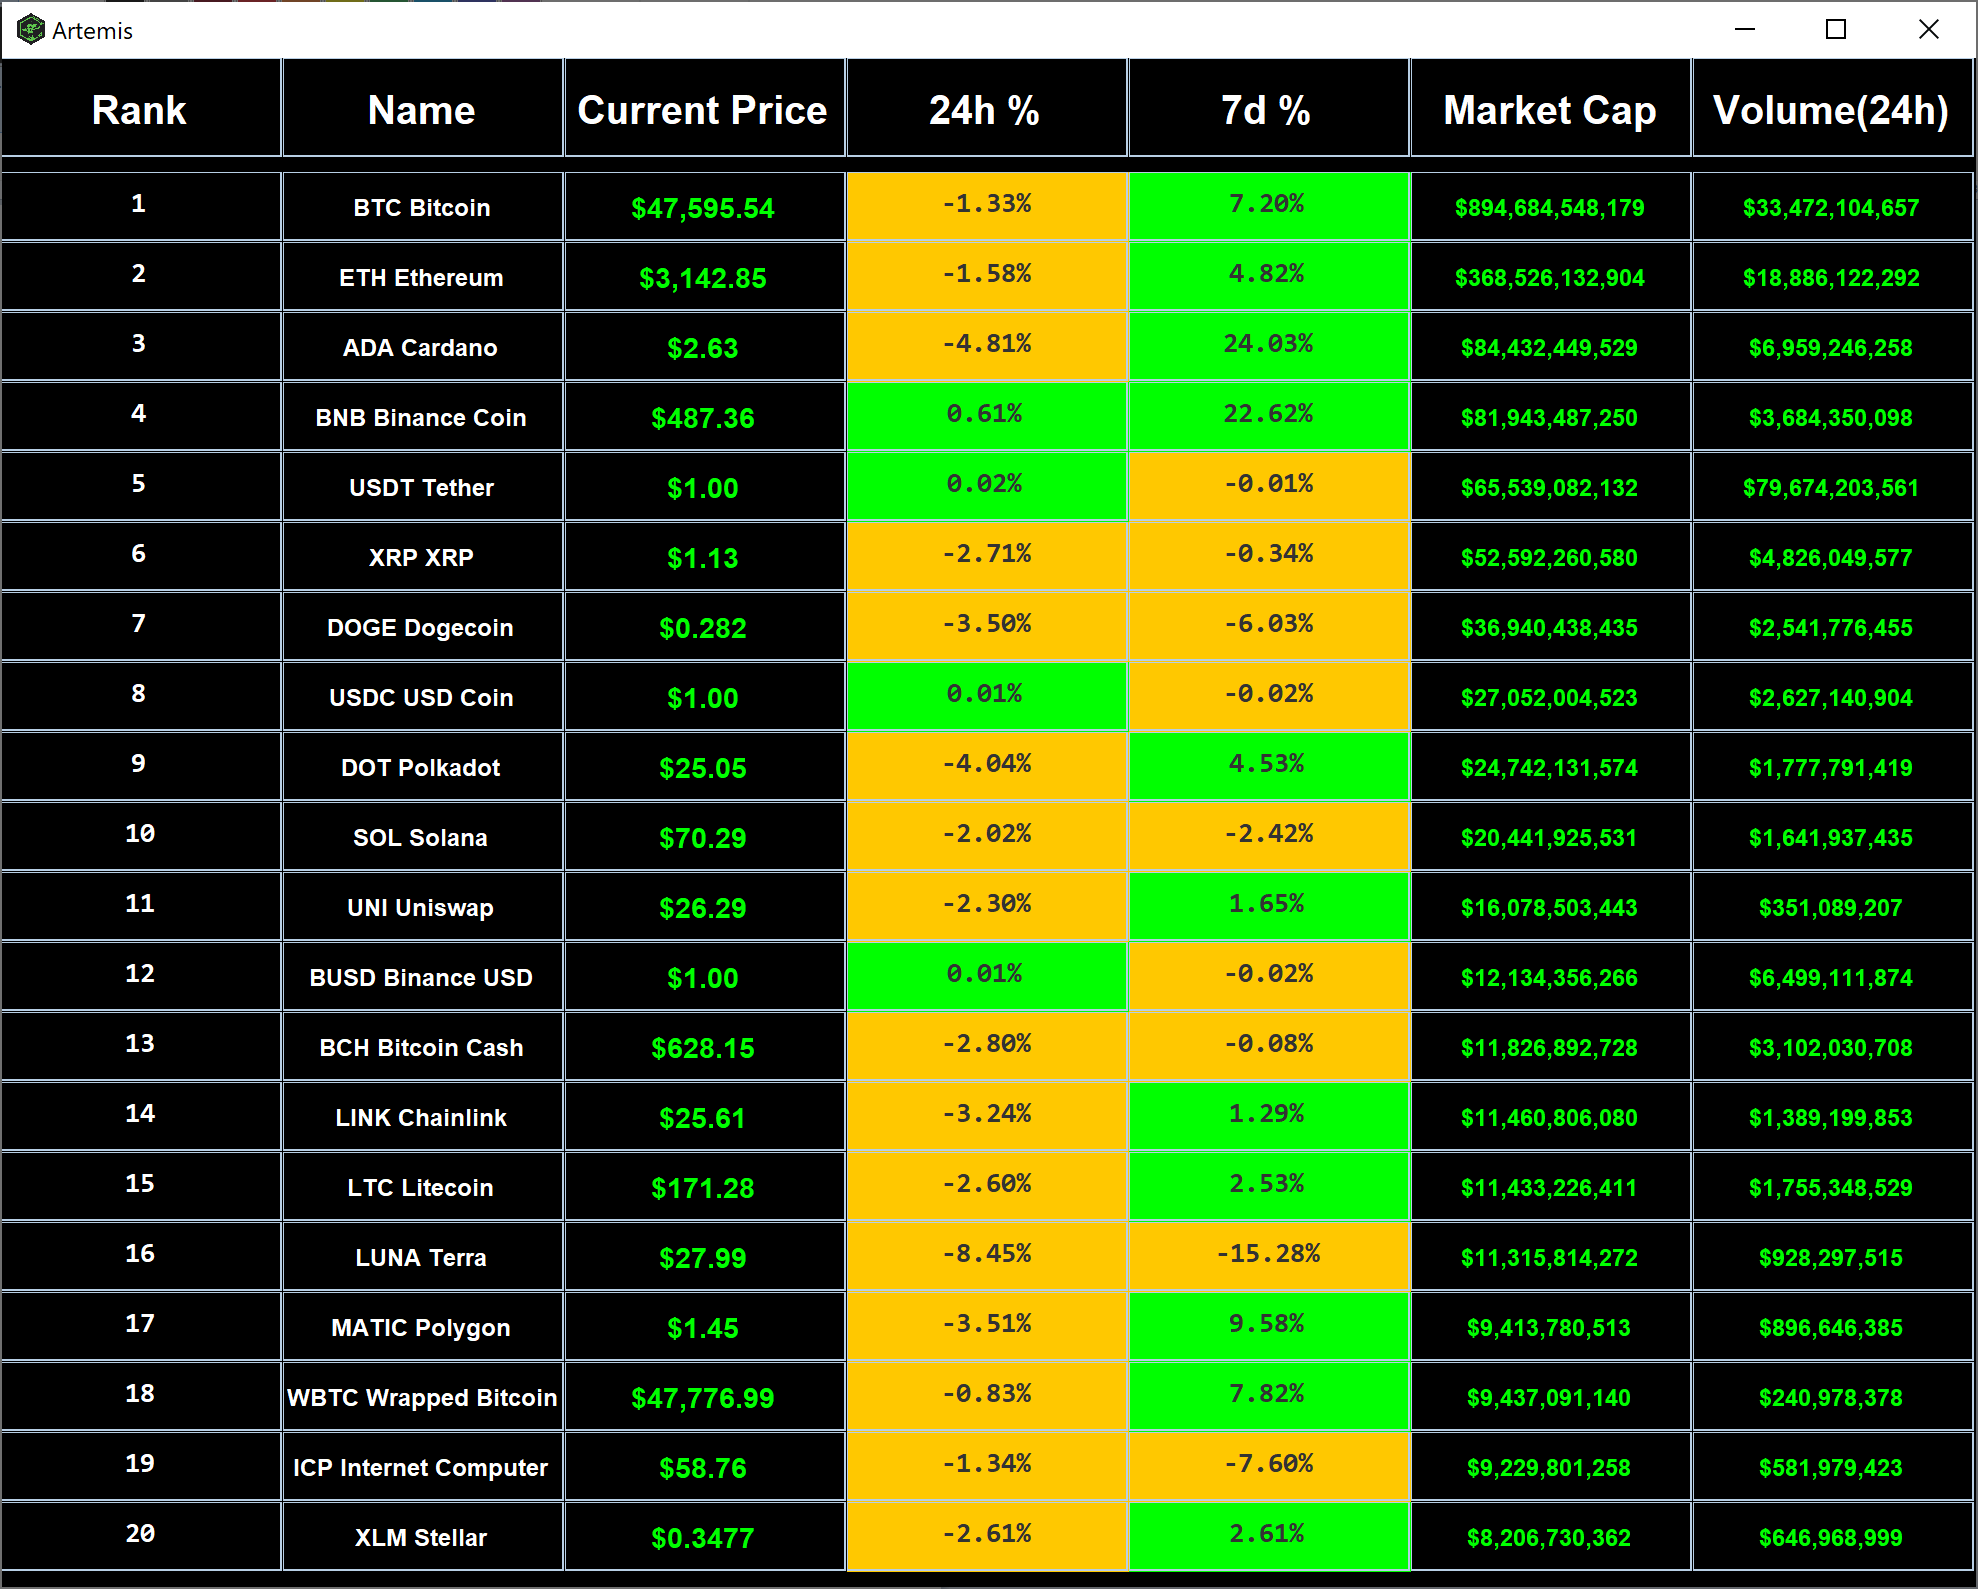 Artemis
Rank Name Current Price 24h % 7d % Market Cap Volume(24h)
1 BTC Bitcoin $47,595.54 -1.33% 7.20% $894,684,548,179 $33,472,104,657
2 ETH Ethereum $3,142.85 -1.58% 4.82% $368,526,132,904 $18,886,122,292
3 ADA Cardano $2.63 -4.81% 24.03% $84,432,449,529 $6,959,246,258
4 BNB Binance Coin $487.36 0.61% 22.62% $81,943,487,250 $3,684,350,098
5 USDT Tether $1.00 0.02% -0.01% $65,539,082,132 $79,674,203,561
6 XRP XRP $1.13 -2.71% -0.34% $52,592,260,580 $4,826,049,577
7 DOGE Dogecoin $0.282 -3.50% -6.03% $36,940,438,435 $2,541,776,455
8 USDC USD Coin $1.00 0.01% -0.02% $27,052,004,523 $2,627,140,904
9 DOT Polkadot $25.05 -4.04% 4.53% $24,742,131,574 $1,777,791,419
10 SOL Solana $70.29 -2.02% -2.42% $20,441,925,531 $1,641,937,435
11 UNI Uniswap $26.29 -2.30% 1.65% $16,078,503,443 $351,089,207
12 BUSD Binance USD $1.00 0.01% -0.02% $12,134,356,266 $6,499,111,874
13 BCH Bitcoin Cash $628.15 -2.80% -0.08% $11,826,892,728 $3,102,030,708
14 LINK Chainlink $25.61 -3.24% 1.29% $11,460,806,080 $1,389,199,853
15 LTC Litecoin $171.28 -2.60% 2.53% $11,433,226,411 $1,755,348,529
16 LUNA Terra $27.99 -8.45% -15.28% $11,315,814,272 $928,297,515
17 MATIC Polygon $1.45 -3.51% 9.58% $9,413,780,513 $896,646,385
18 WBTC Wrapped Bitcoin $47,776.99 -0.83% 7.82% $9,437,091,140 $240,978,378
19 ICP Internet Computer $58.76 -1.34% -7.60% $9,229,801,258 $581,979,423
20 XLM Stellar $0.3477 -2.61% 2.61% $8,206,730,362 $646,968,999